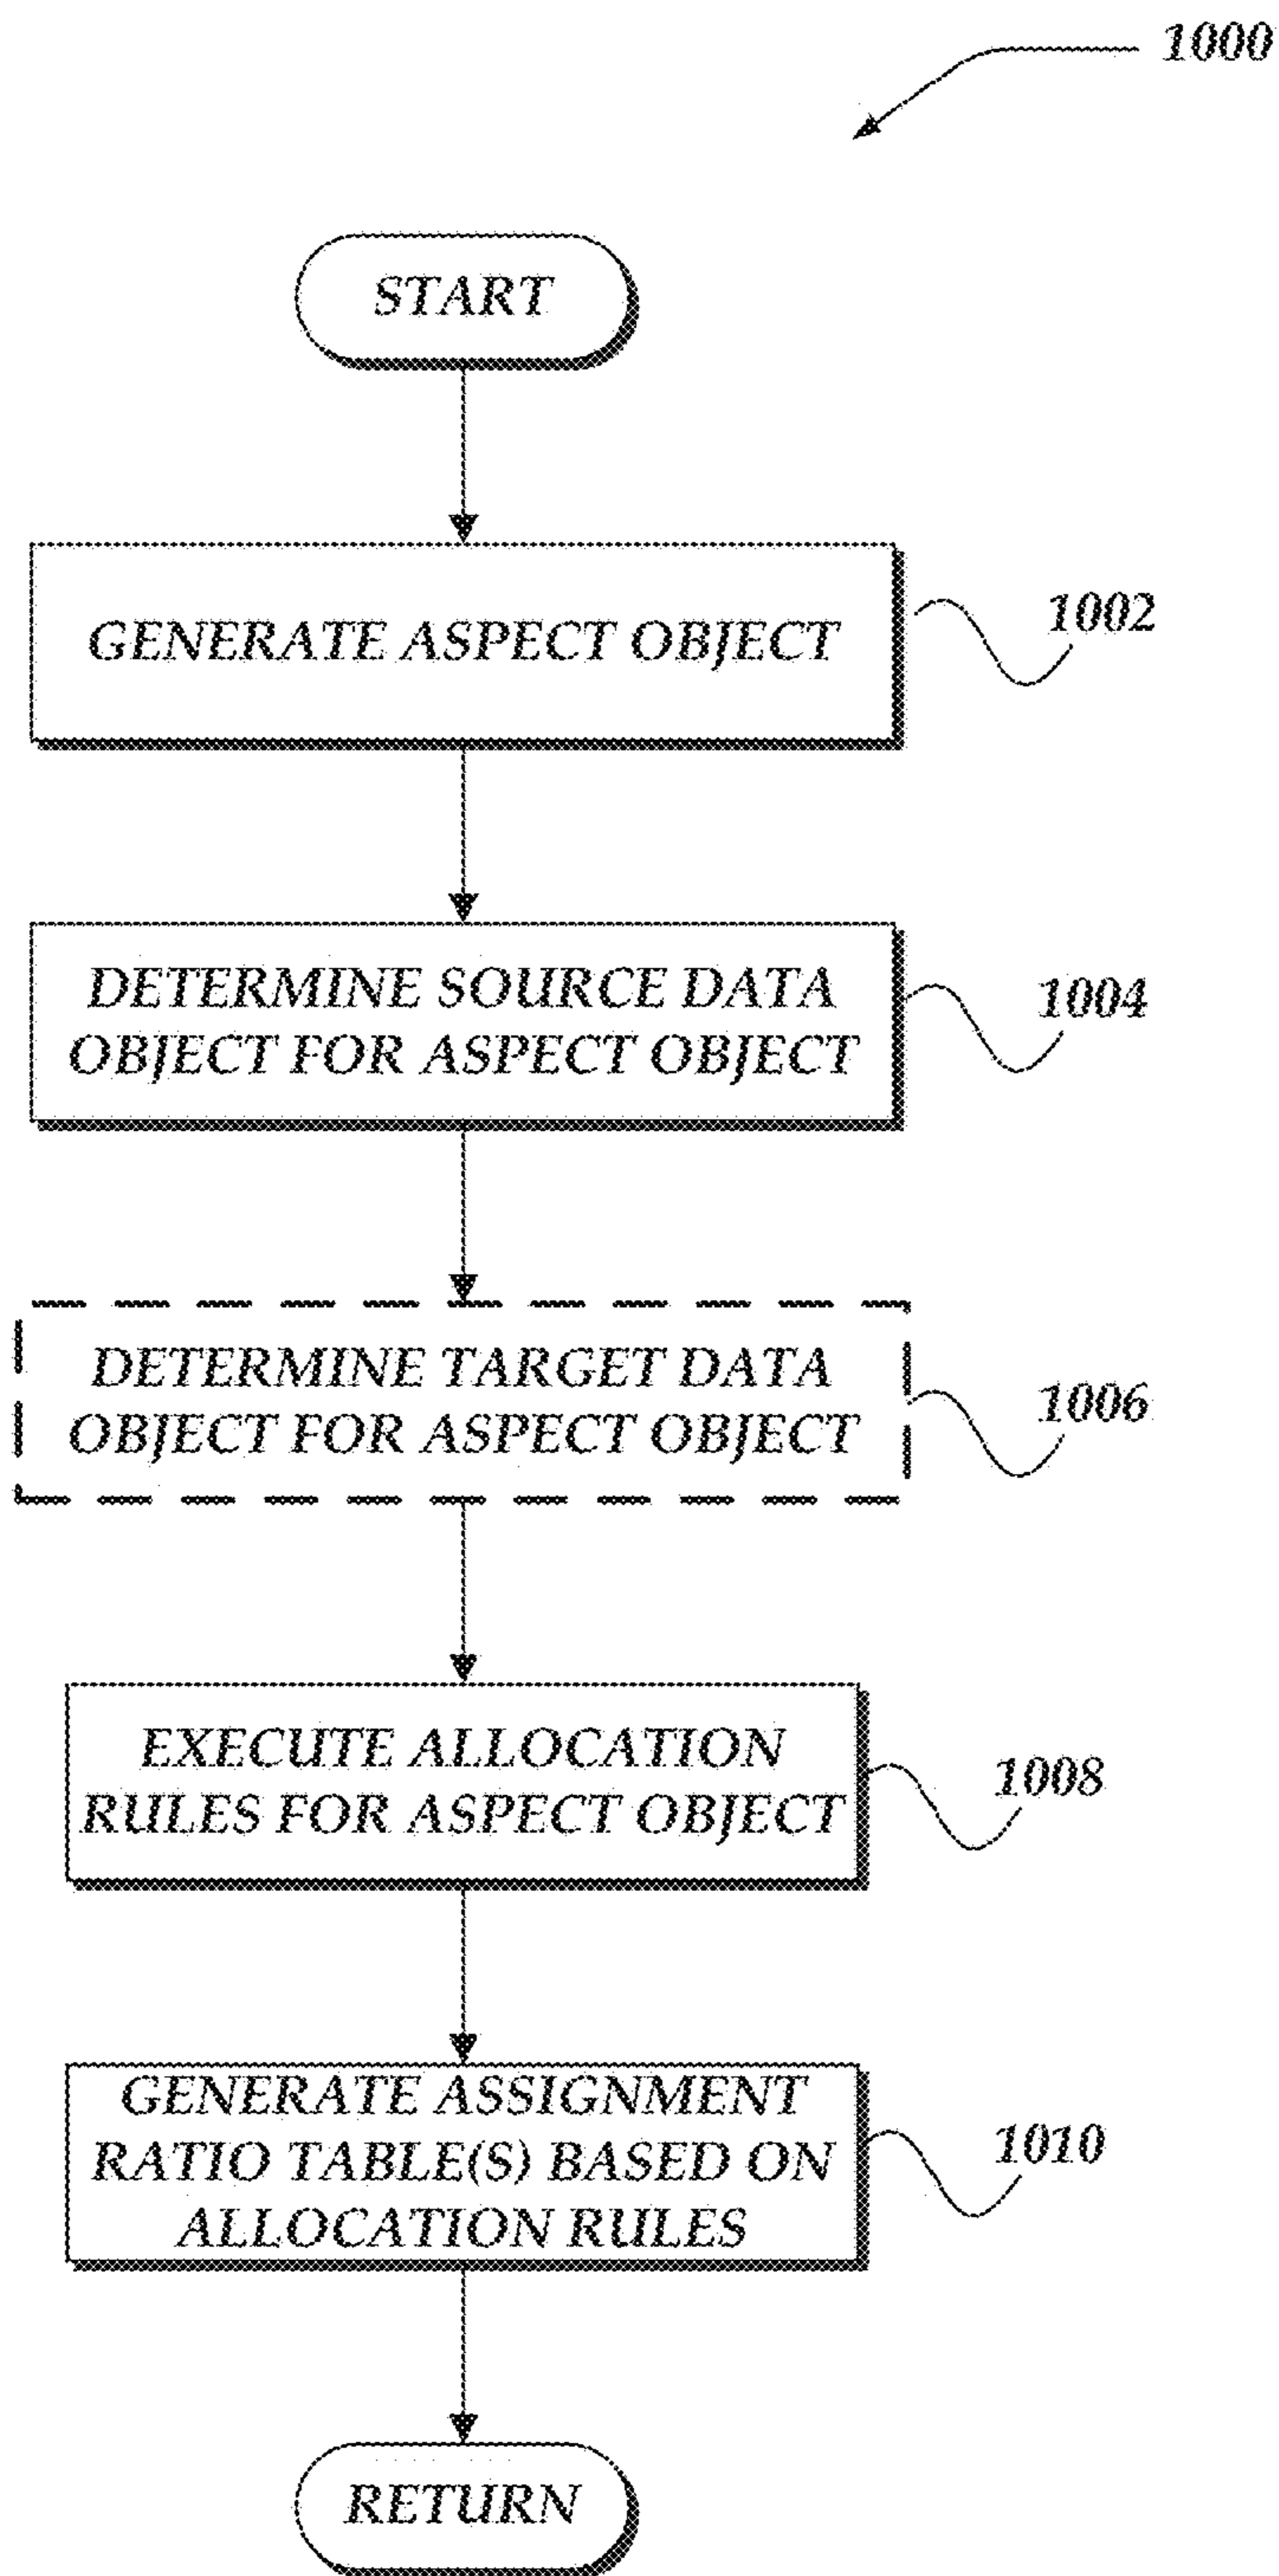 1000
START
GENERATE ASPECT OBJECT
1002
DETERMINE SOURCE DATA
OBJECT FOR ASPECT OBJECT
1004
DETERMINE TARGET DATA
OBJECT FOR ASPECT OBJECT
1006
EXECUTE ALLOCATION
RULES FOR ASPECT OBJECT
1008
GENERATE ASSIGNMENT
RATIO TABLE(S) BASED ON
ALLOCATION RULES
1010
RETURN